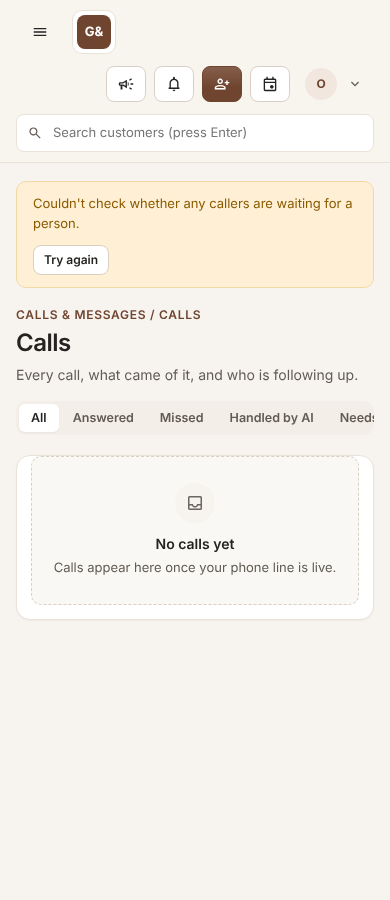 G&
O
Search customers (press Enter)
Couldn't check whether any callers are waiting for a
person.
Try again
CALLS & MESSAGES / CALLS
Calls
Every call, what came of it, and who is following up.
All Answered Missed Handled by AI Needs
No calls yet
Calls appear here once your phone line is live.